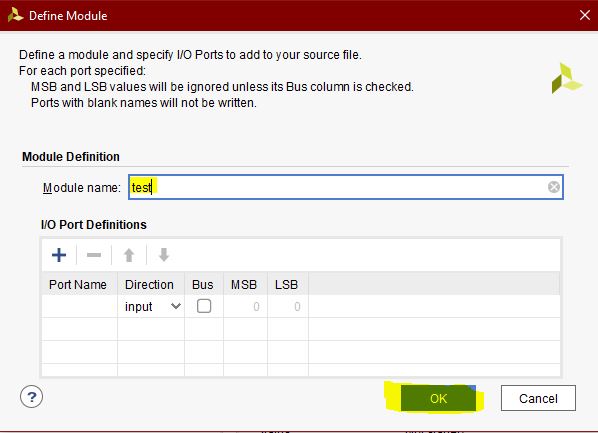 Define Module
Define a module and specify I/O Ports to add to your source file.
For each port specified:
MSB and LSB values will be ignored unless its Bus column is checked.
Ports with blank names will not be written.
Module Definition
Module name: test
I/O Port Definitions
Port Name Direction Bus MSB LSB
input 0 0
? OK Cancel